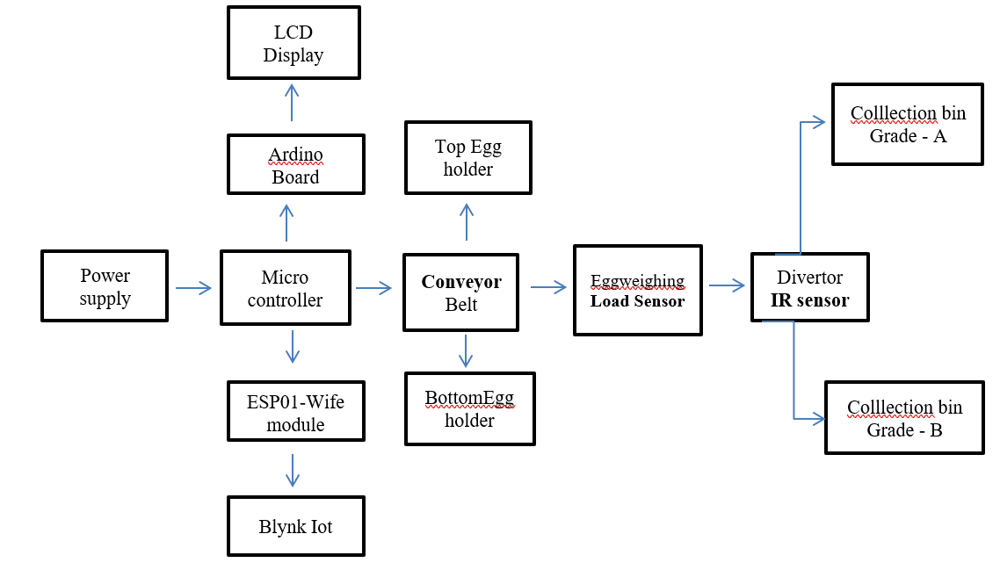 LCD
Display
Ardino
Board
Top Egg
holder
Colllection bin
Grade - A
Power
supply
Micro
controller
Conveyor
Belt
Eggweighing
Load Sensor
Divertor
IR sensor
ESP01-Wife
module
BottomEgg
holder
Colllection bin
Grade - B
Blynk Iot